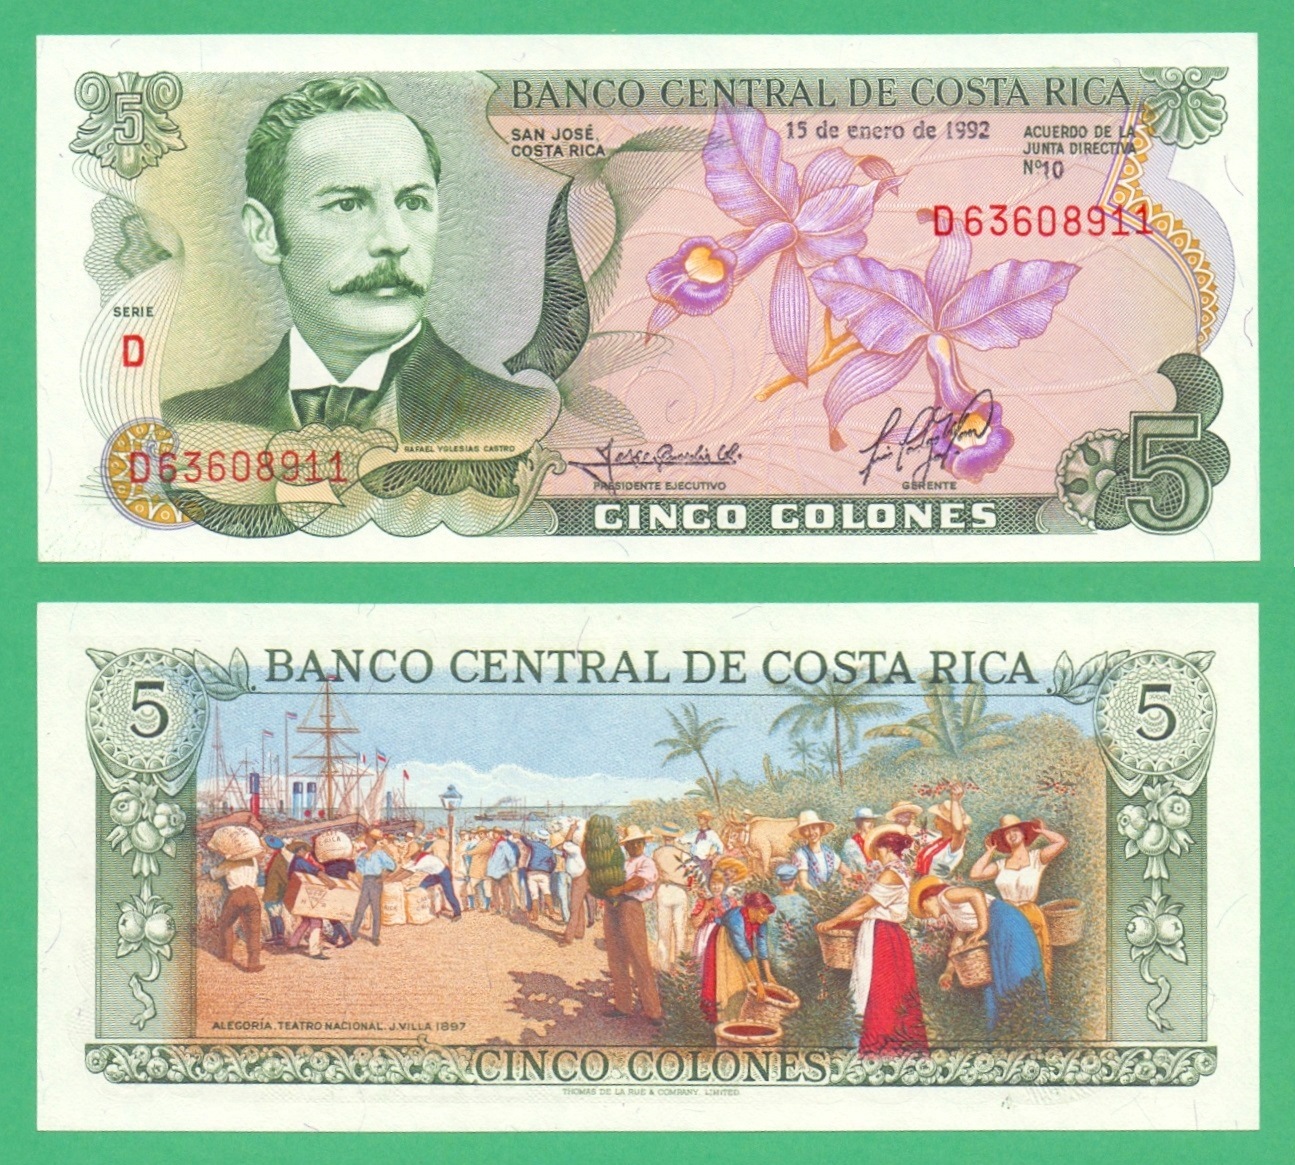 5
BANCO CENTRAL DE COSTA RICA
SAN JOSÉ,
COSTA RICA
15 de enero de 1992
ACUERDO DE LA
JUNTA DIRECTIVA
Nº10
D63608911
SERIE
D
RAFAEL YGLESIAS CASTRO
D63608911
PRESIDENTE EJECUTIVO
GERENTE
CINCO COLONES
5
BANCO CENTRAL DE COSTA RICA
5
5
ALEGORIA, TEATRO NACIONAL. J. VILLA 1897
CINCO COLONES
THOMAS DE LA RUE & COMPANY, LIMITED